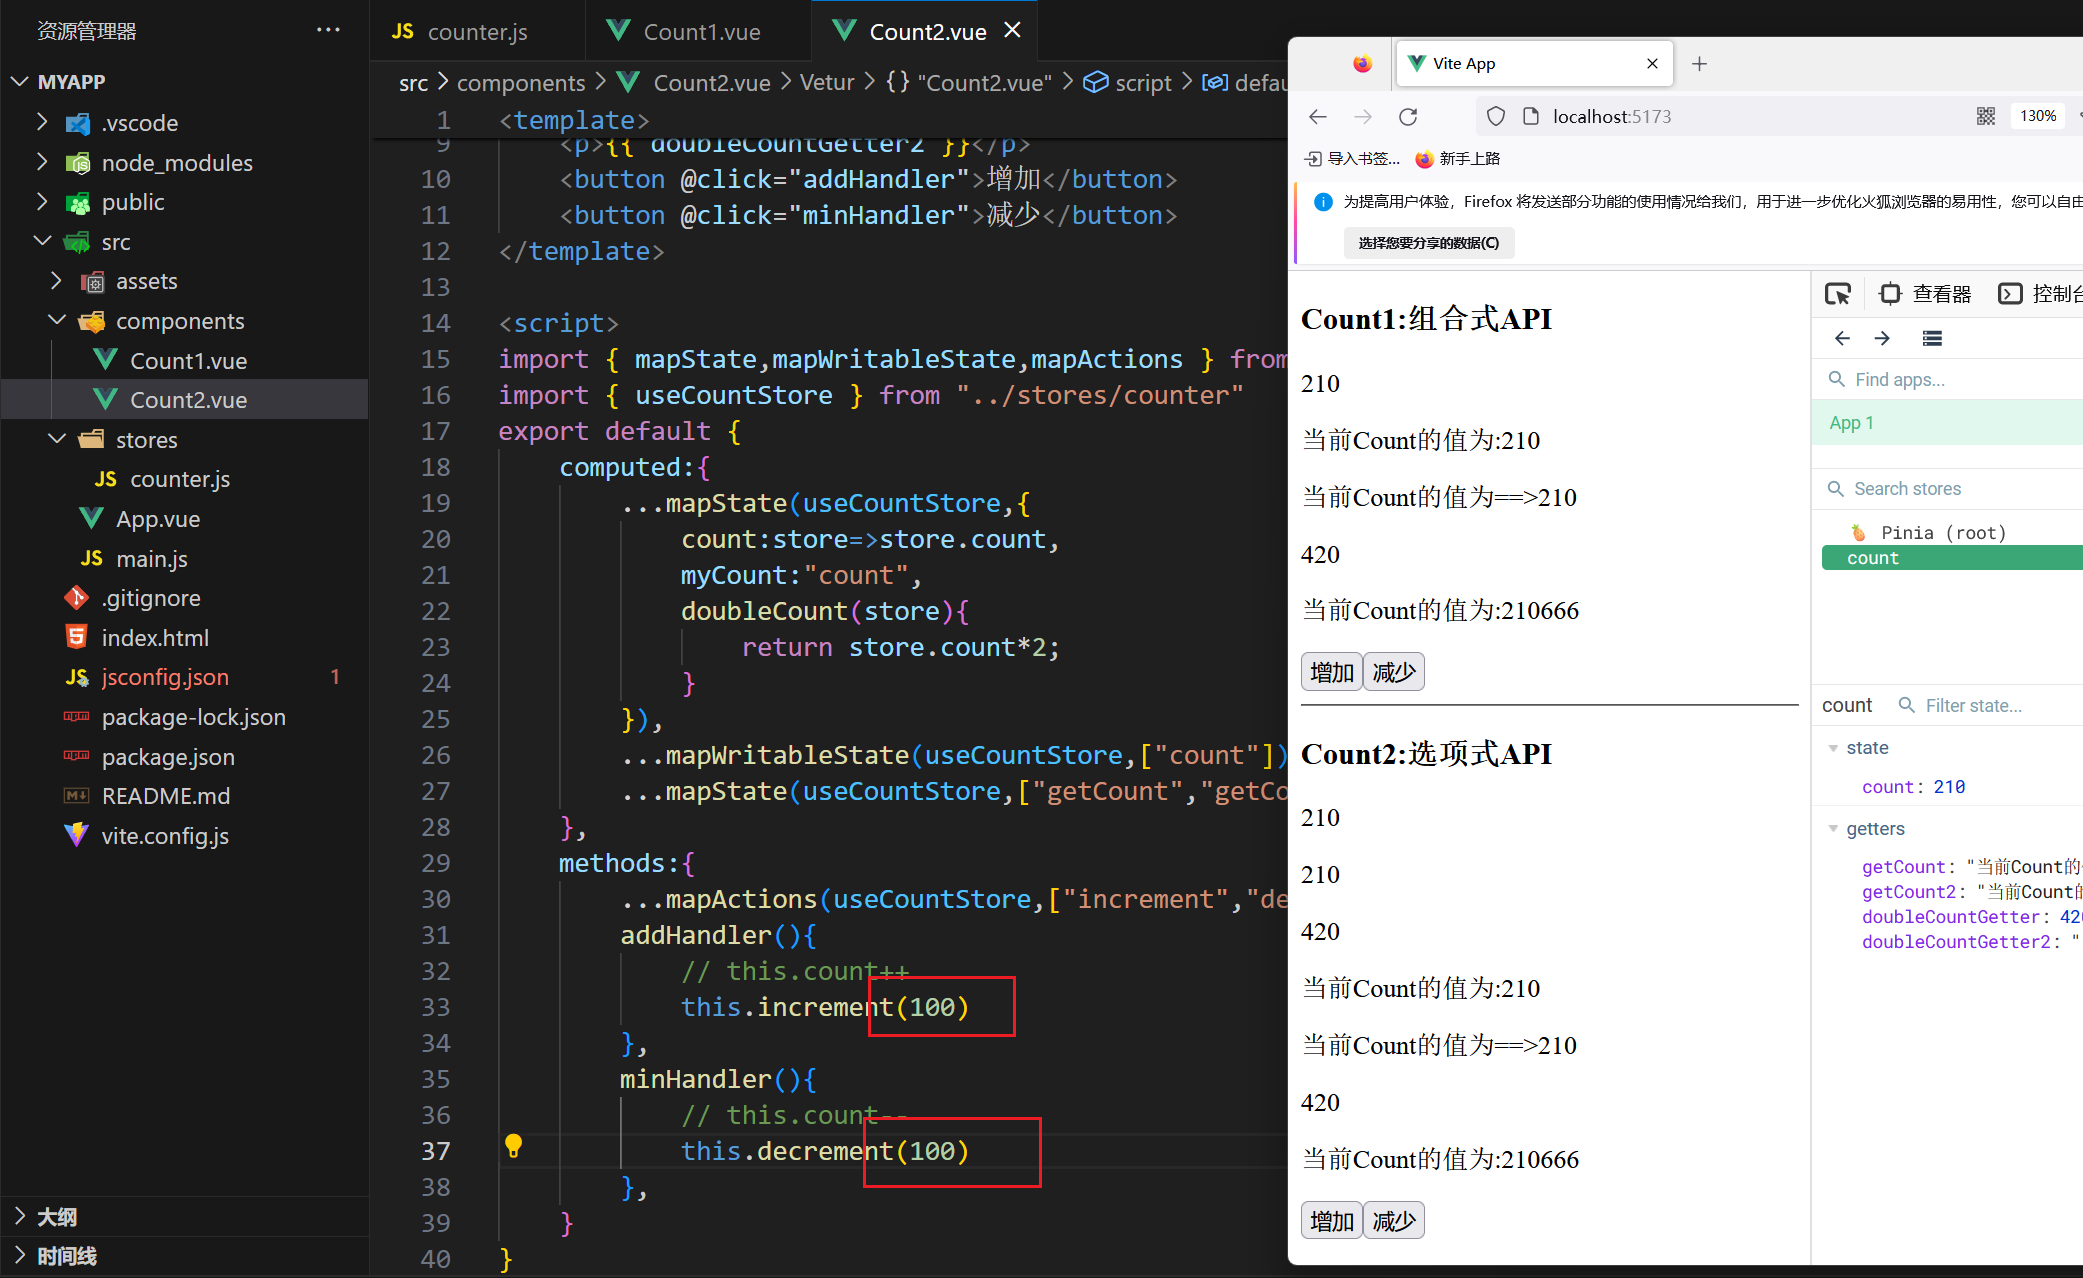 资源管理器
MYAPP
.vscode
node_modules
public
src
assets
components
Count1.vue
Count2.vue
stores
counter.js
App.vue
main.js
.gitignore
index.html
jsconfig.json 1
package-lock.json
package.json
README.md
vite.config.js
大纲
时间线
JS counter.js
Count1.vue
Count2.vue
src > components > Count2.vue > Vetur > {} "Count2.vue" > script > defau
1 <template>
9 <p>{{ doubleCountGetter2 }}</p>
10 <button @click="addHandler">增加</button>
11 <button @click="minHandler">减少</button>
12 </template>
13
14 <script>
15 import { mapState,mapWritableState,mapActions } from
16 import { useCountStore } from "../stores/counter"
17 export default {
18 computed:{
19 ...mapState(useCountStore,{
20 count:store=>store.count,
21 myCount:"count",
22 doubleCount(store){
23 return store.count*2;
24 }
25 }),
26 ...mapWritableState(useCountStore,["count"])
27 ...mapState(useCountStore,["getCount","getCo
28 },
29 methods:{
30 ...mapActions(useCountStore,["increment","de
31 addHandler(){
32 // this.count++
33 this.increment(100)
34 },
35 minHandler(){
36 // this.count--
37 this.decrement(100)
38 },
39 }
40 }
Vite App
localhost:5173
130%
导入书签...
新手上路
为提高用户体验，Firefox 将发送部分功能的使用情况给我们，用于进一步优化火狐浏览器的易用性，您可以自由
选择您要分享的数据(C)
Count1:组合式API
210
当前Count的值为:210
当前Count的值为==>210
420
当前Count的值为:210666
增加 减少
Count2:选项式API
210
210
420
当前Count的值为:210
当前Count的值为==>210
420
当前Count的值为:210666
增加 减少
查看器
控制台
Find apps...
App 1
Search stores
Pinia (root)
count
count
Filter state...
state
count: 210
getters
getCount: "当前Count的
getCount2: "当前Count的
doubleCountGetter: 420
doubleCountGetter2: "